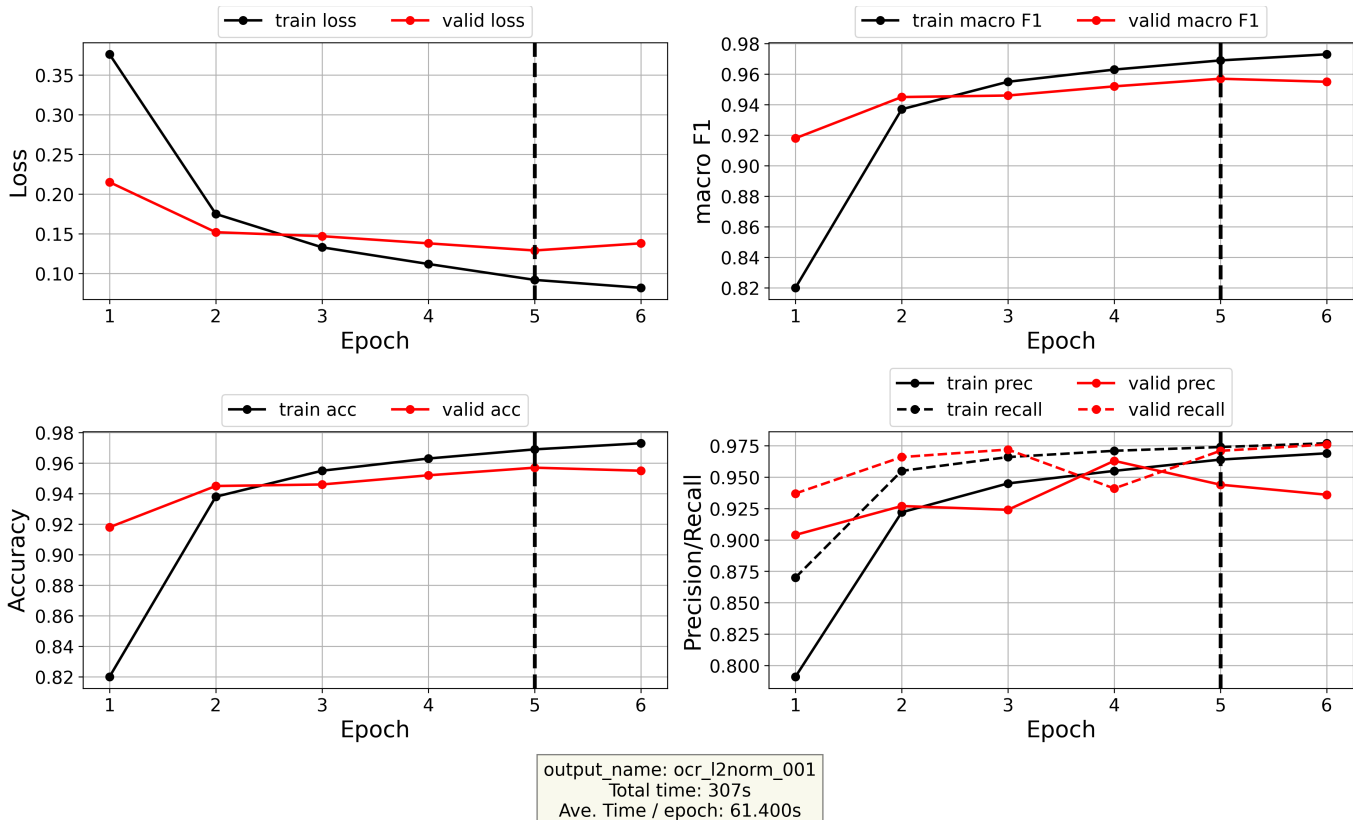 train loss valid loss
0.35
0.30
0.25
0.20
0.15
0.10
Loss
1 2 3 4 5 6
Epoch
train macro F1 valid macro F1
0.98
0.96
0.94
0.92
0.90
0.88
0.86
0.84
0.82
macro F1
1 2 3 4 5 6
Epoch
train acc valid acc
0.98
0.96
0.94
0.92
0.90
0.88
0.86
0.84
0.82
Accuracy
1 2 3 4 5 6
Epoch
train prec valid prec
train recall valid recall
0.975
0.950
0.925
0.900
0.875
0.850
0.825
0.800
Precision/Recall
1 2 3 4 5 6
Epoch
output_name: ocr_l2norm_001
Total time: 307s
Ave. Time / epoch: 61.400s